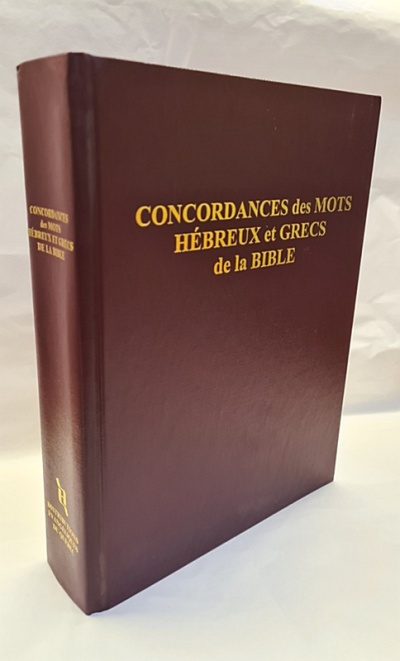 CONCORDANCES des MOTS
HÉBREUX et GRECS
de la BIBLE
CONCORDANCES
des MOTS
HÉBREUX ET GRECS
DE LA BIBLE